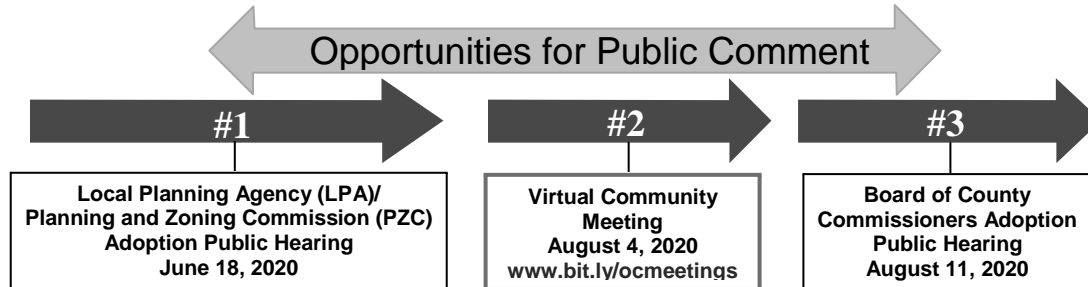 Opportunities for Public Comment
#1
#2
#3
Local Planning Agency (LPA)/
Planning and Zoning Commission (PZC)
Adoption Public Hearing
June 18, 2020
Virtual Community
Meeting
August 4, 2020
www.bit.ly/ocmeetings
Board of County
Commissioners Adoption
Public Hearing
August 11, 2020